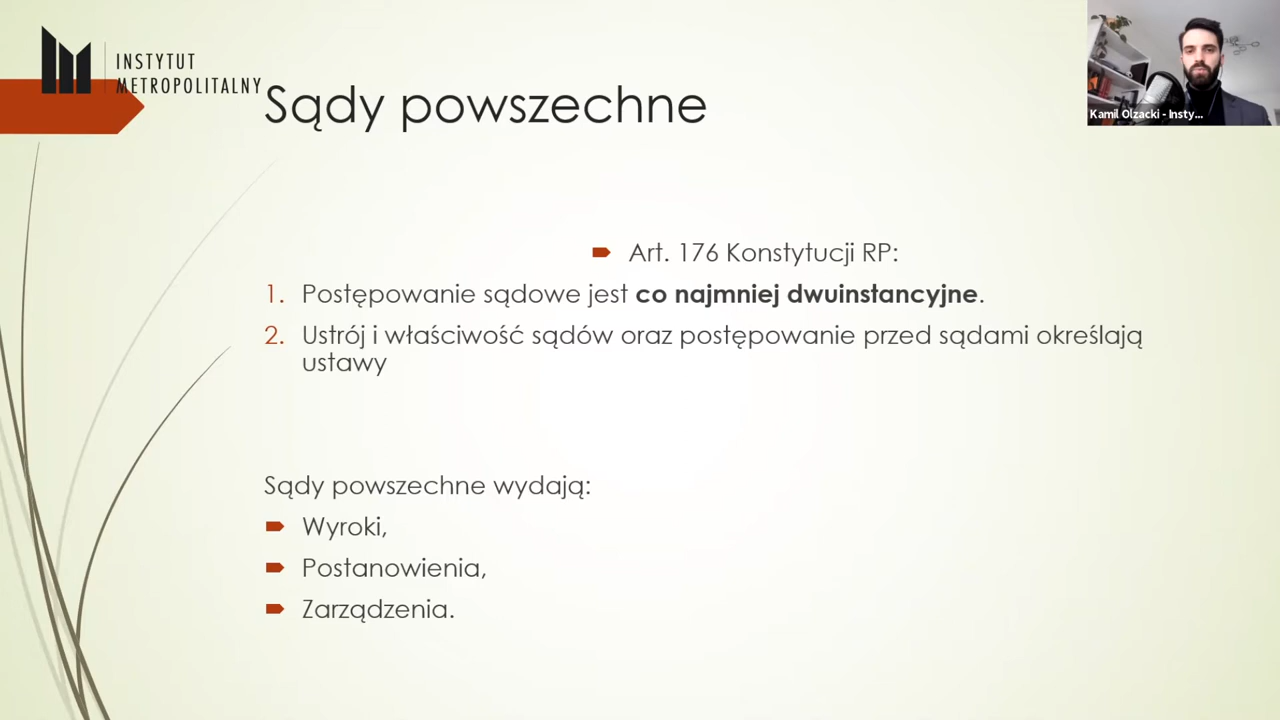 INSTYTUT
METROPOLITALNY
Sądy powszechne
Kamil Olzacki - Insty...
Art. 176 Konstytucji RP:
1. Postępowanie sądowe jest co najmniej dwuinstancyjne.
2. Ustrój i właściwość sądów oraz postępowanie przed sądami określają
ustawy
Sądy powszechne wydają:
Wyroki,
Postanowienia,
Zarządzenia.